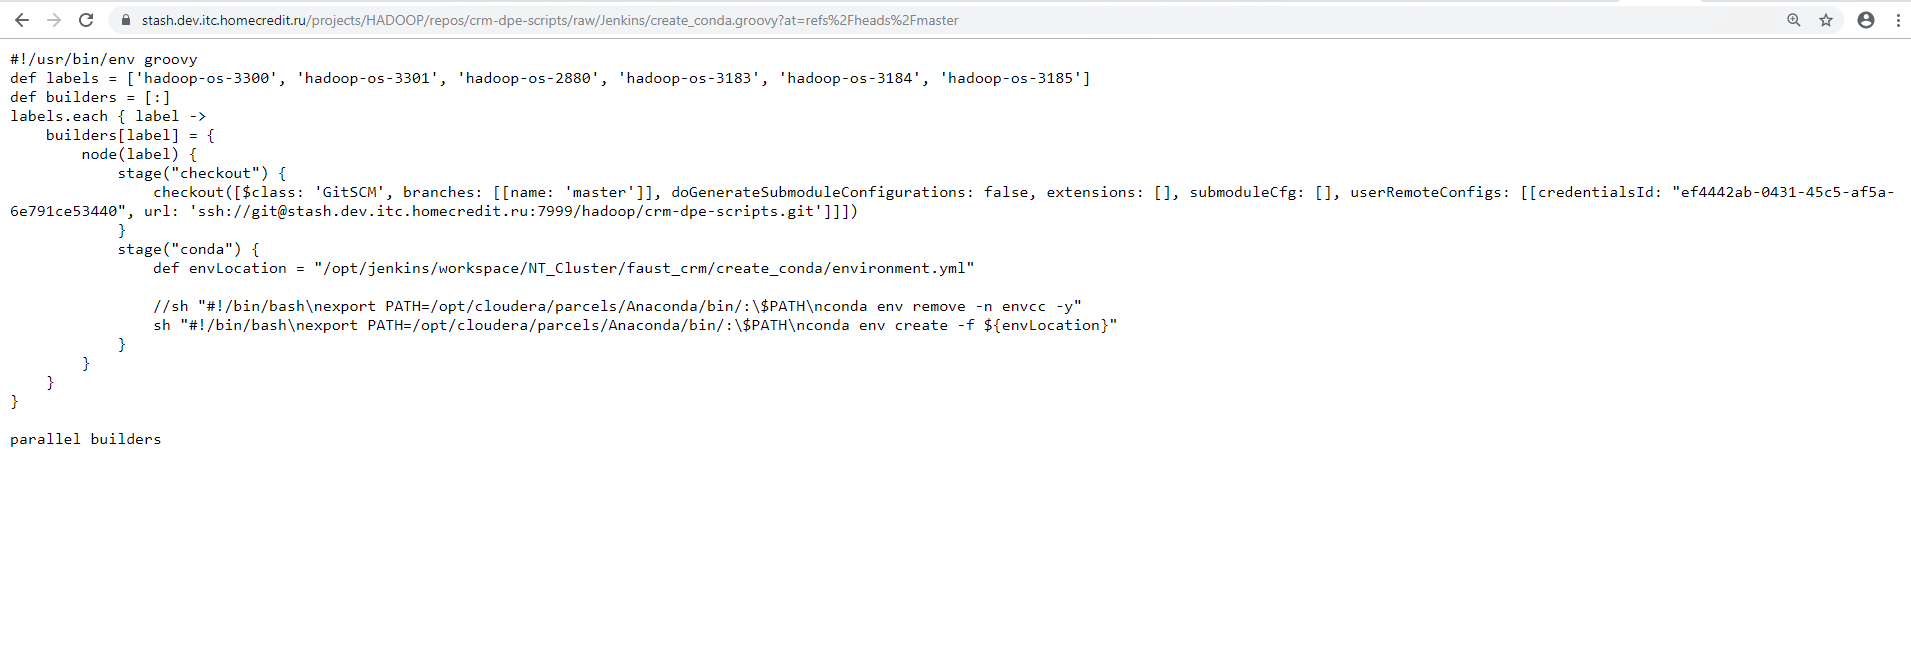 stash.dev.itc.homecredit.ru/projects/HADOOP/repos/crm-dpe-scripts/raw/Jenkins/create_conda.groovy?at=refs%2Fheads%2Fmaster
#!/usr/bin/env groovy
def labels = ['hadoop-os-3300', 'hadoop-os-3301', 'hadoop-os-2880', 'hadoop-os-3183', 'hadoop-os-3184', 'hadoop-os-3185']
def builders = [:]
labels.each { label ->
    builders[label] = {
        node(label) {
            stage("checkout") {
                checkout([$class: 'GitSCM', branches: [[name: 'master']], doGenerateSubmoduleConfigurations: false, extensions: [], submoduleCfg: [], userRemoteConfigs: [[credentialsId: "ef4442ab-0431-45c5-af5a-
6e791ce53440", url: 'ssh://git@stash.dev.itc.homecredit.ru:7999/hadoop/crm-dpe-scripts.git']]])
            }
            stage("conda") {
                def envLocation = "/opt/jenkins/workspace/NT_Cluster/faust_crm/create_conda/environment.yml"
                //sh "#!/bin/bash\nexport PATH=/opt/cloudera/parcels/Anaconda/bin/:\$PATH\nconda env remove -n envcc -y"
                sh "#!/bin/bash\nexport PATH=/opt/cloudera/parcels/Anaconda/bin/:\$PATH\nconda env create -f ${envLocation}"
            }
        }
    }
}
parallel builders